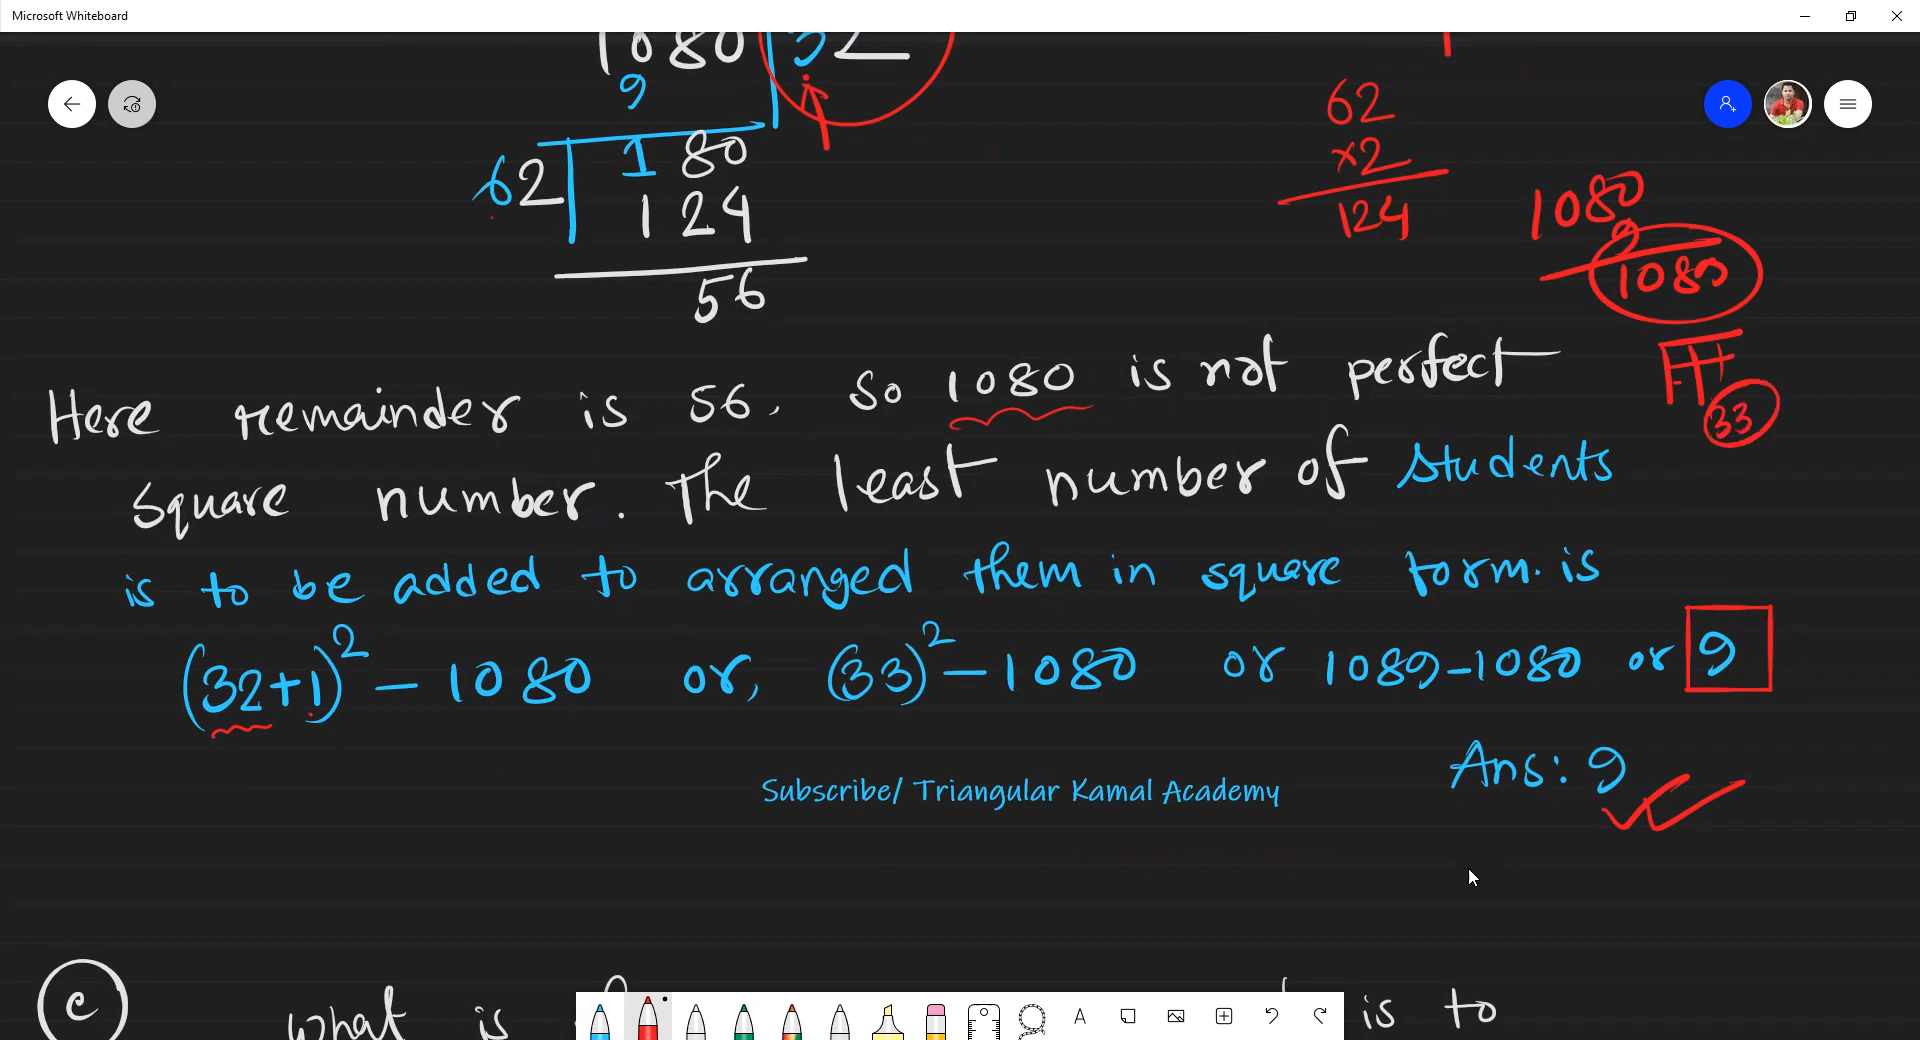 Microsoft Whiteboard
1080 32
9
62 180
124
56
62
×2
124
1080
9
1089
33
Here remainder is 56. So 1080 is not perfect
square number. The least number of students
is to be added to arranged them in square form. is
(32+1)² – 1080 or, (33)² – 1080 or 1089-1080 or 9
Ans: 9
Subscribe/ Triangular Kamal Academy
c what is is to